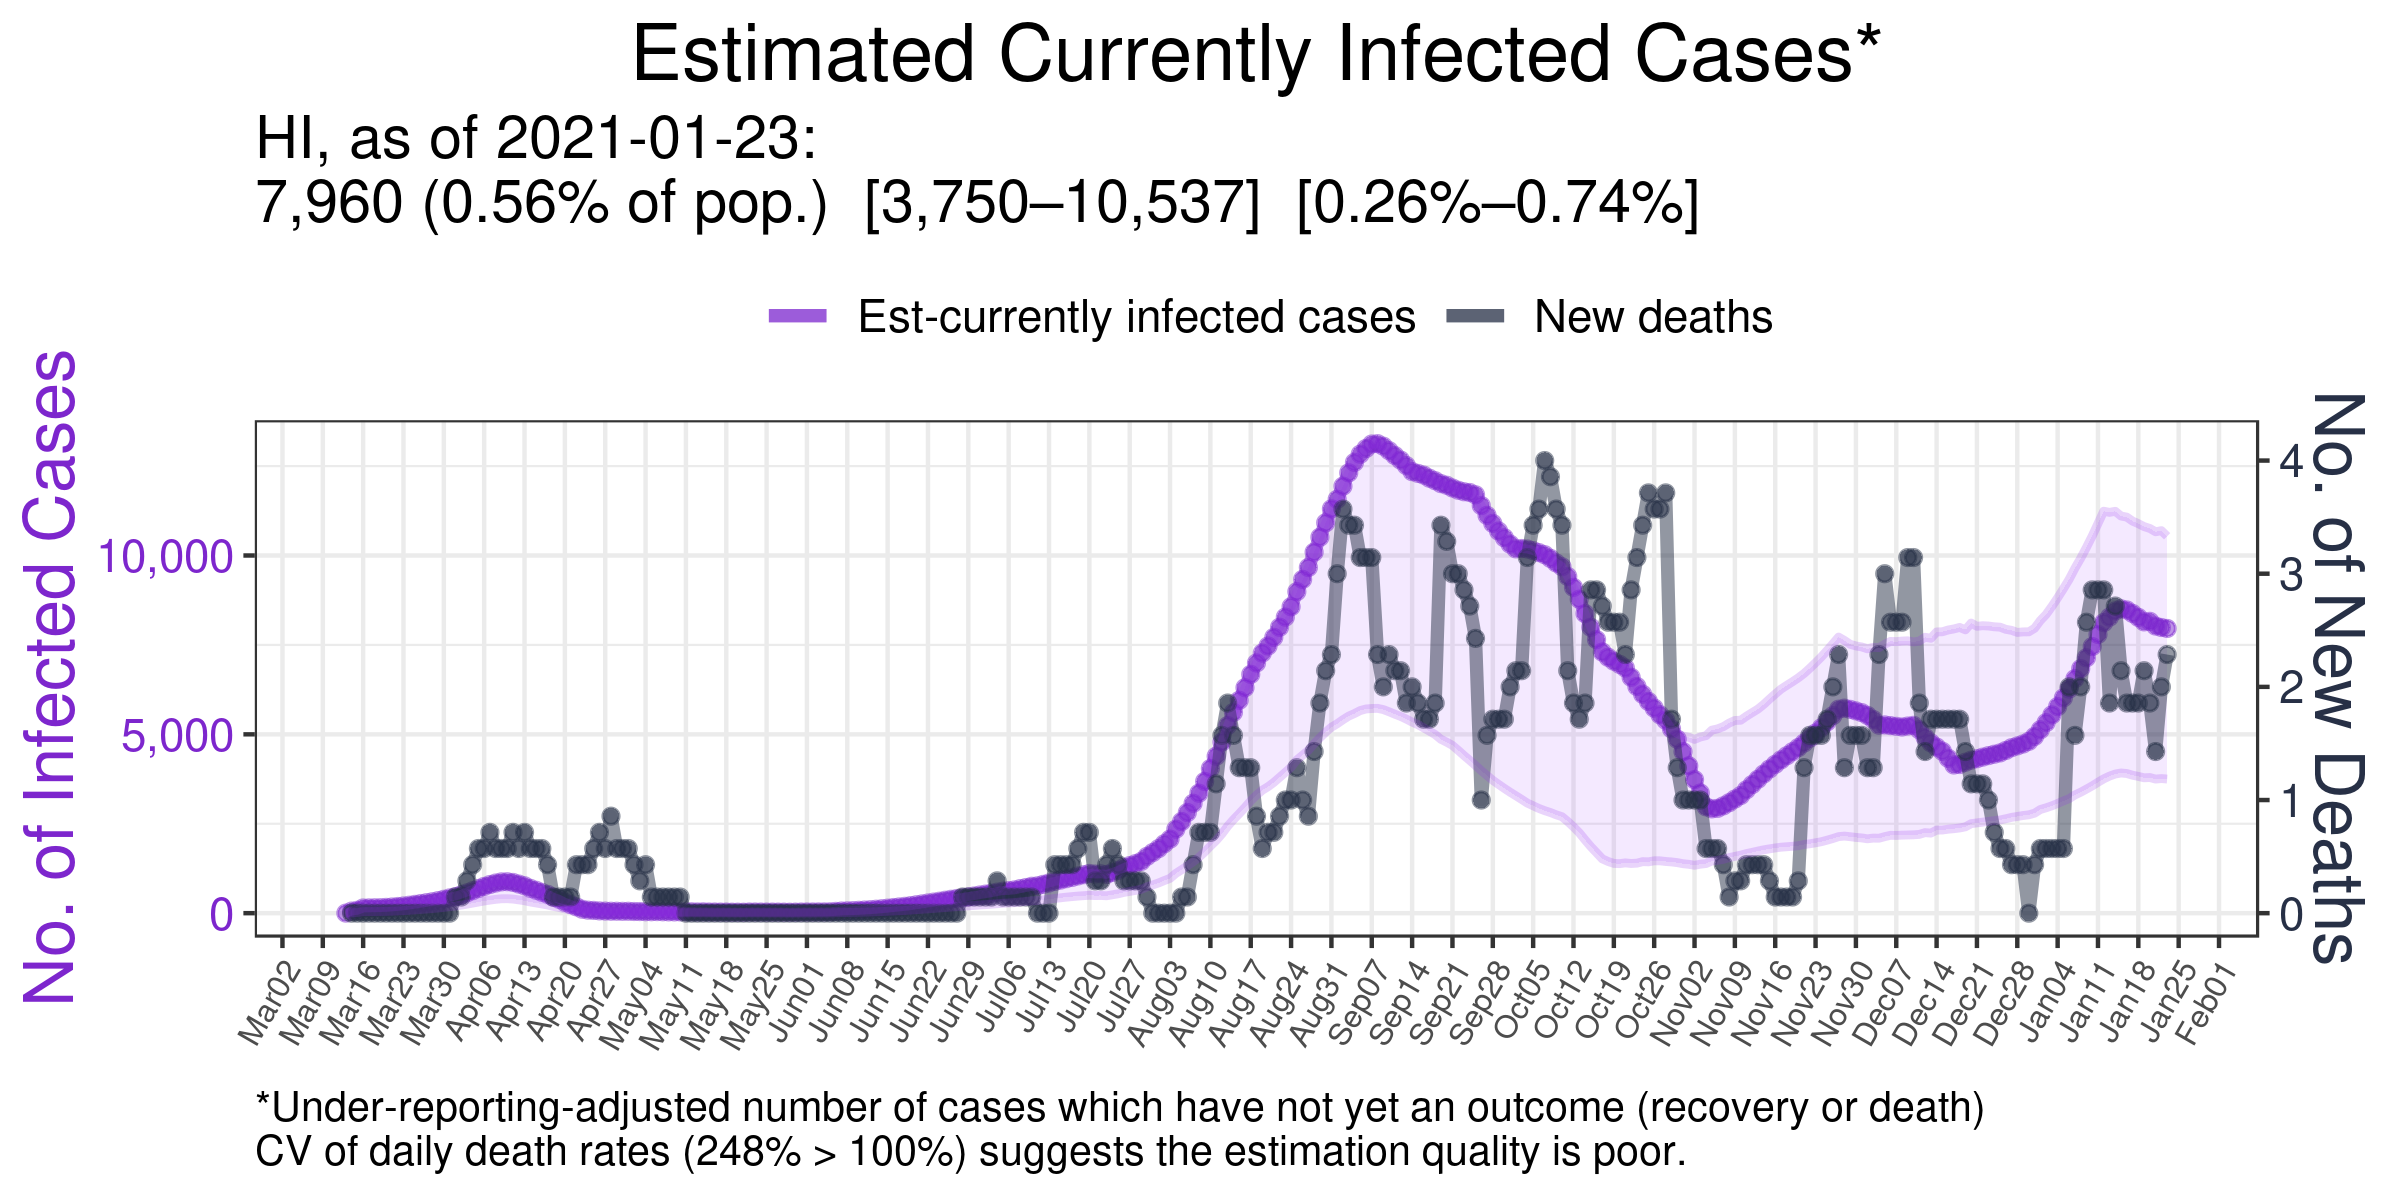 Estimated Currently Infected Cases*
HI, as of 2021-01-23:
7,960 (0.56% of pop.)  [3,750–10,537]  [0.26%–0.74%]
Est-currently infected cases
New deaths
No. of Infected Cases
10,000
5,000
0
No. of New Deaths
4
3
2
1
0
Mar02
Mar09
Mar16
Mar23
Mar30
Apr06
Apr13
Apr20
Apr27
May04
May11
May18
May25
Jun01
Jun08
Jun15
Jun22
Jun29
Jul06
Jul13
Jul20
Jul27
Aug03
Aug10
Aug17
Aug24
Aug31
Sep07
Sep14
Sep21
Sep28
Oct05
Oct12
Oct19
Oct26
Nov02
Nov09
Nov16
Nov23
Nov30
Dec07
Dec14
Dec21
Dec28
Jan04
Jan11
Jan18
Jan25
Feb01
*Under-reporting-adjusted number of cases which have not yet an outcome (recovery or death)
CV of daily death rates (248% > 100%) suggests the estimation quality is poor.